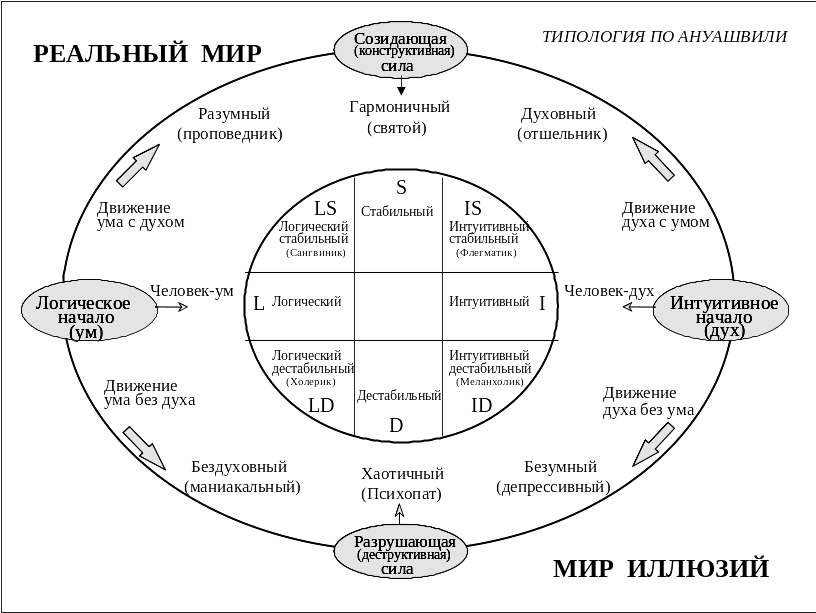 РЕАЛЬНЫЙ МИР
Созидающая
(конструктивная)
сила
ТИПОЛОГИЯ ПО АНУАШВИЛИ
Разумный
(проповедник)
Гармоничный
(святой)
Духовный
(отшельник)
Движение
ума с духом
Движение
духа с умом
LS
Логический
стабильный
(Сангвиник)
S
Стабильный
IS
Интуитивный
стабильный
(Флегматик)
Логическое
начало
(ум)
Человек-ум
L Логический
Интуитивный I
Человек-дух
Интуитивное
начало
(дух)
Логический
дестабильный
(Холерик)
LD
Дестабильный
D
Интуитивный
дестабильный
(Меланхолик)
ID
Движение
ума без духа
Движение
духа без ума
Бездуховный
(маниакальный)
Хаотичный
(Психопат)
Безумный
(депрессивный)
Разрушающая
(деструктивная)
сила
МИР ИЛЛЮЗИЙ